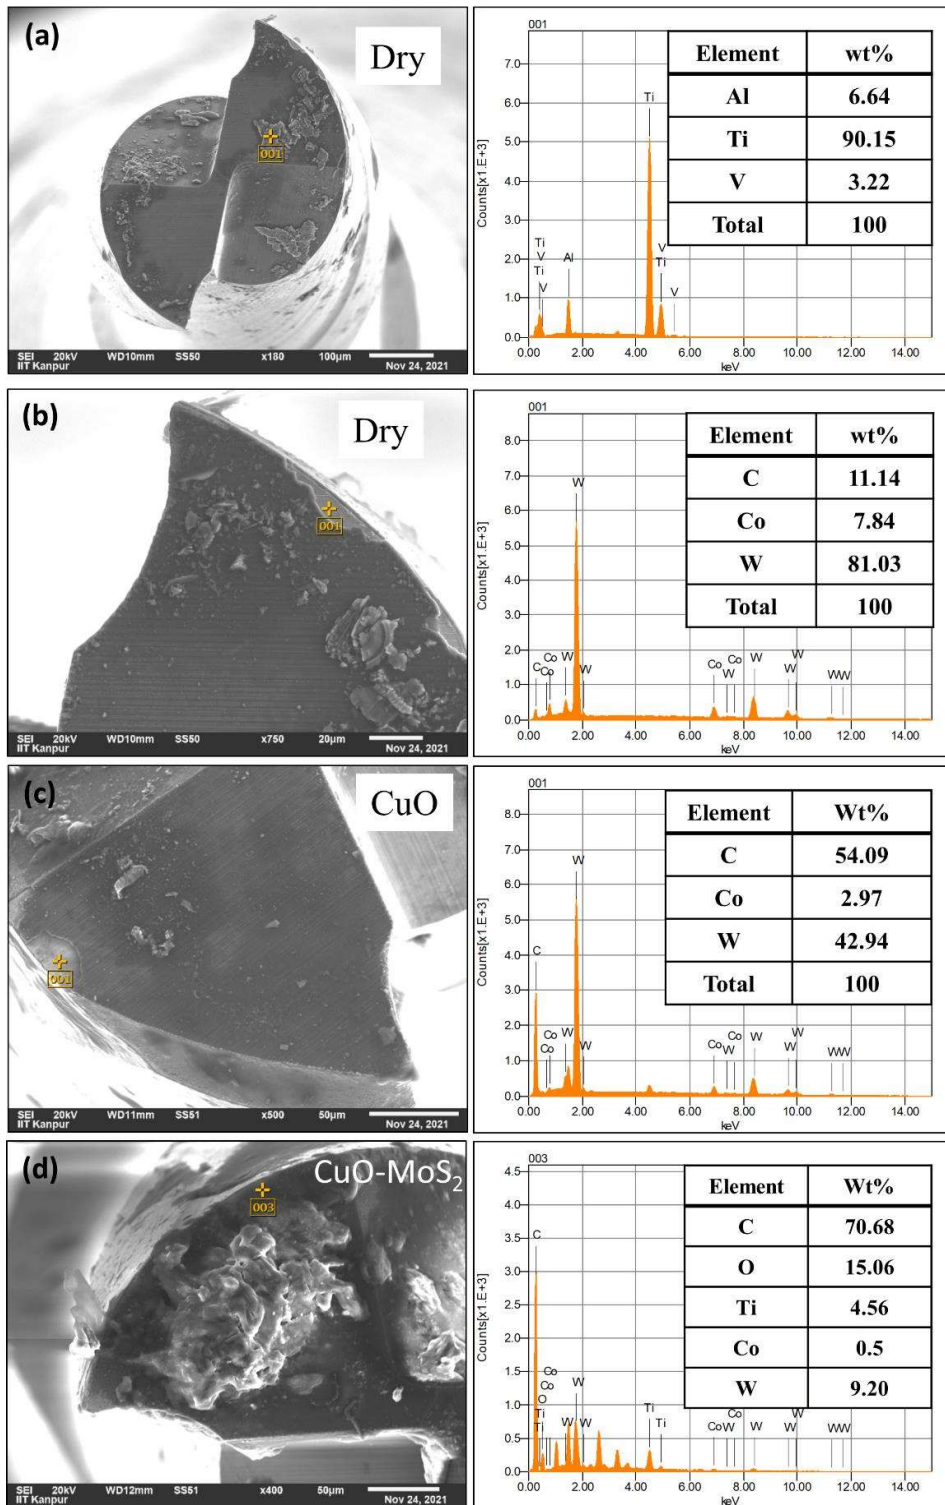 (a)
Dry
001
SEI 20kV WD10mm SS50 x180 100µm
IIT Kanpur Nov 24, 2021
001
Counts[x1.E+3]
7.0
6.0
5.0
4.0
3.0
2.0
1.0
0.0
Ti
V
Ti
V
Al
Ti
V
Ti
V
0.00 2.00 4.00 6.00 8.00 10.00 12.00 14.00
keV
Element wt%
Al 6.64
Ti 90.15
V 3.22
Total 100
(b)
Dry
001
SEI 20kV WD10mm SS50 x750 20µm
IIT Kanpur Nov 24, 2021
001
Counts[x1.E+3]
8.0
7.0
6.0
5.0
4.0
3.0
2.0
1.0
0.0
C
Co
Co
W
W
W
Co
W
Co
W
W
W
W W
0.00 2.00 4.00 6.00 8.00 10.00 12.00 14.00
keV
Element wt%
C 11.14
Co 7.84
W 81.03
Total 100
(c)
CuO
001
SEI 20kV WD11mm SS51 x500 50µm
IIT Kanpur Nov 24, 2021
001
Counts[x1.E+3]
8.0
7.0
6.0
5.0
4.0
3.0
2.0
1.0
0.0
C
Co
Co
W
W
W
Co
W
Co
W
W
W
W W
0.00 2.00 4.00 6.00 8.00 10.00 12.00 14.00
keV
Element Wt%
C 54.09
Co 2.97
W 42.94
Total 100
(d)
CuO-MoS2
003
SEI 20kV WD12mm SS51 x400 50µm
IIT Kanpur Nov 24, 2021
003
Counts[x1.E+3]
4.5
4.0
3.5
3.0
2.5
2.0
1.5
1.0
0.5
0.0
C
Co
Co
O
Ti
Ti
W
W
W
Ti
Ti
Co
W
Co
W
W
W
W W
0.00 2.00 4.00 6.00 8.00 10.00 12.00 14.00
keV
Element Wt%
C 70.68
O 15.06
Ti 4.56
Co 0.5
W 9.20